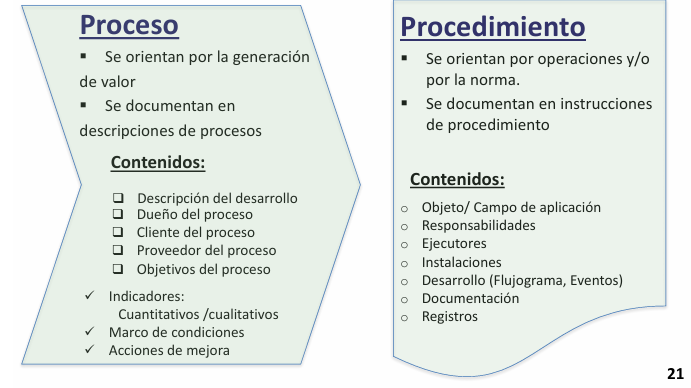 Proceso
▪ Se orientan por la generación
de valor
▪ Se documentan en
descripciones de procesos
Contenidos:
❑ Descripción del desarrollo
❑ Dueño del proceso
❑ Cliente del proceso
❑ Proveedor del proceso
❑ Objetivos del proceso
✓ Indicadores:
Cuantitativos /cualitativos
✓ Marco de condiciones
✓ Acciones de mejora
Procedimiento
▪ Se orientan por operaciones y/o
por la norma.
▪ Se documentan en instrucciones
de procedimiento
Contenidos:
o Objeto/ Campo de aplicación
o Responsabilidades
o Ejecutores
o Instalaciones
o Desarrollo (Flujograma, Eventos)
o Documentación
o Registros
21